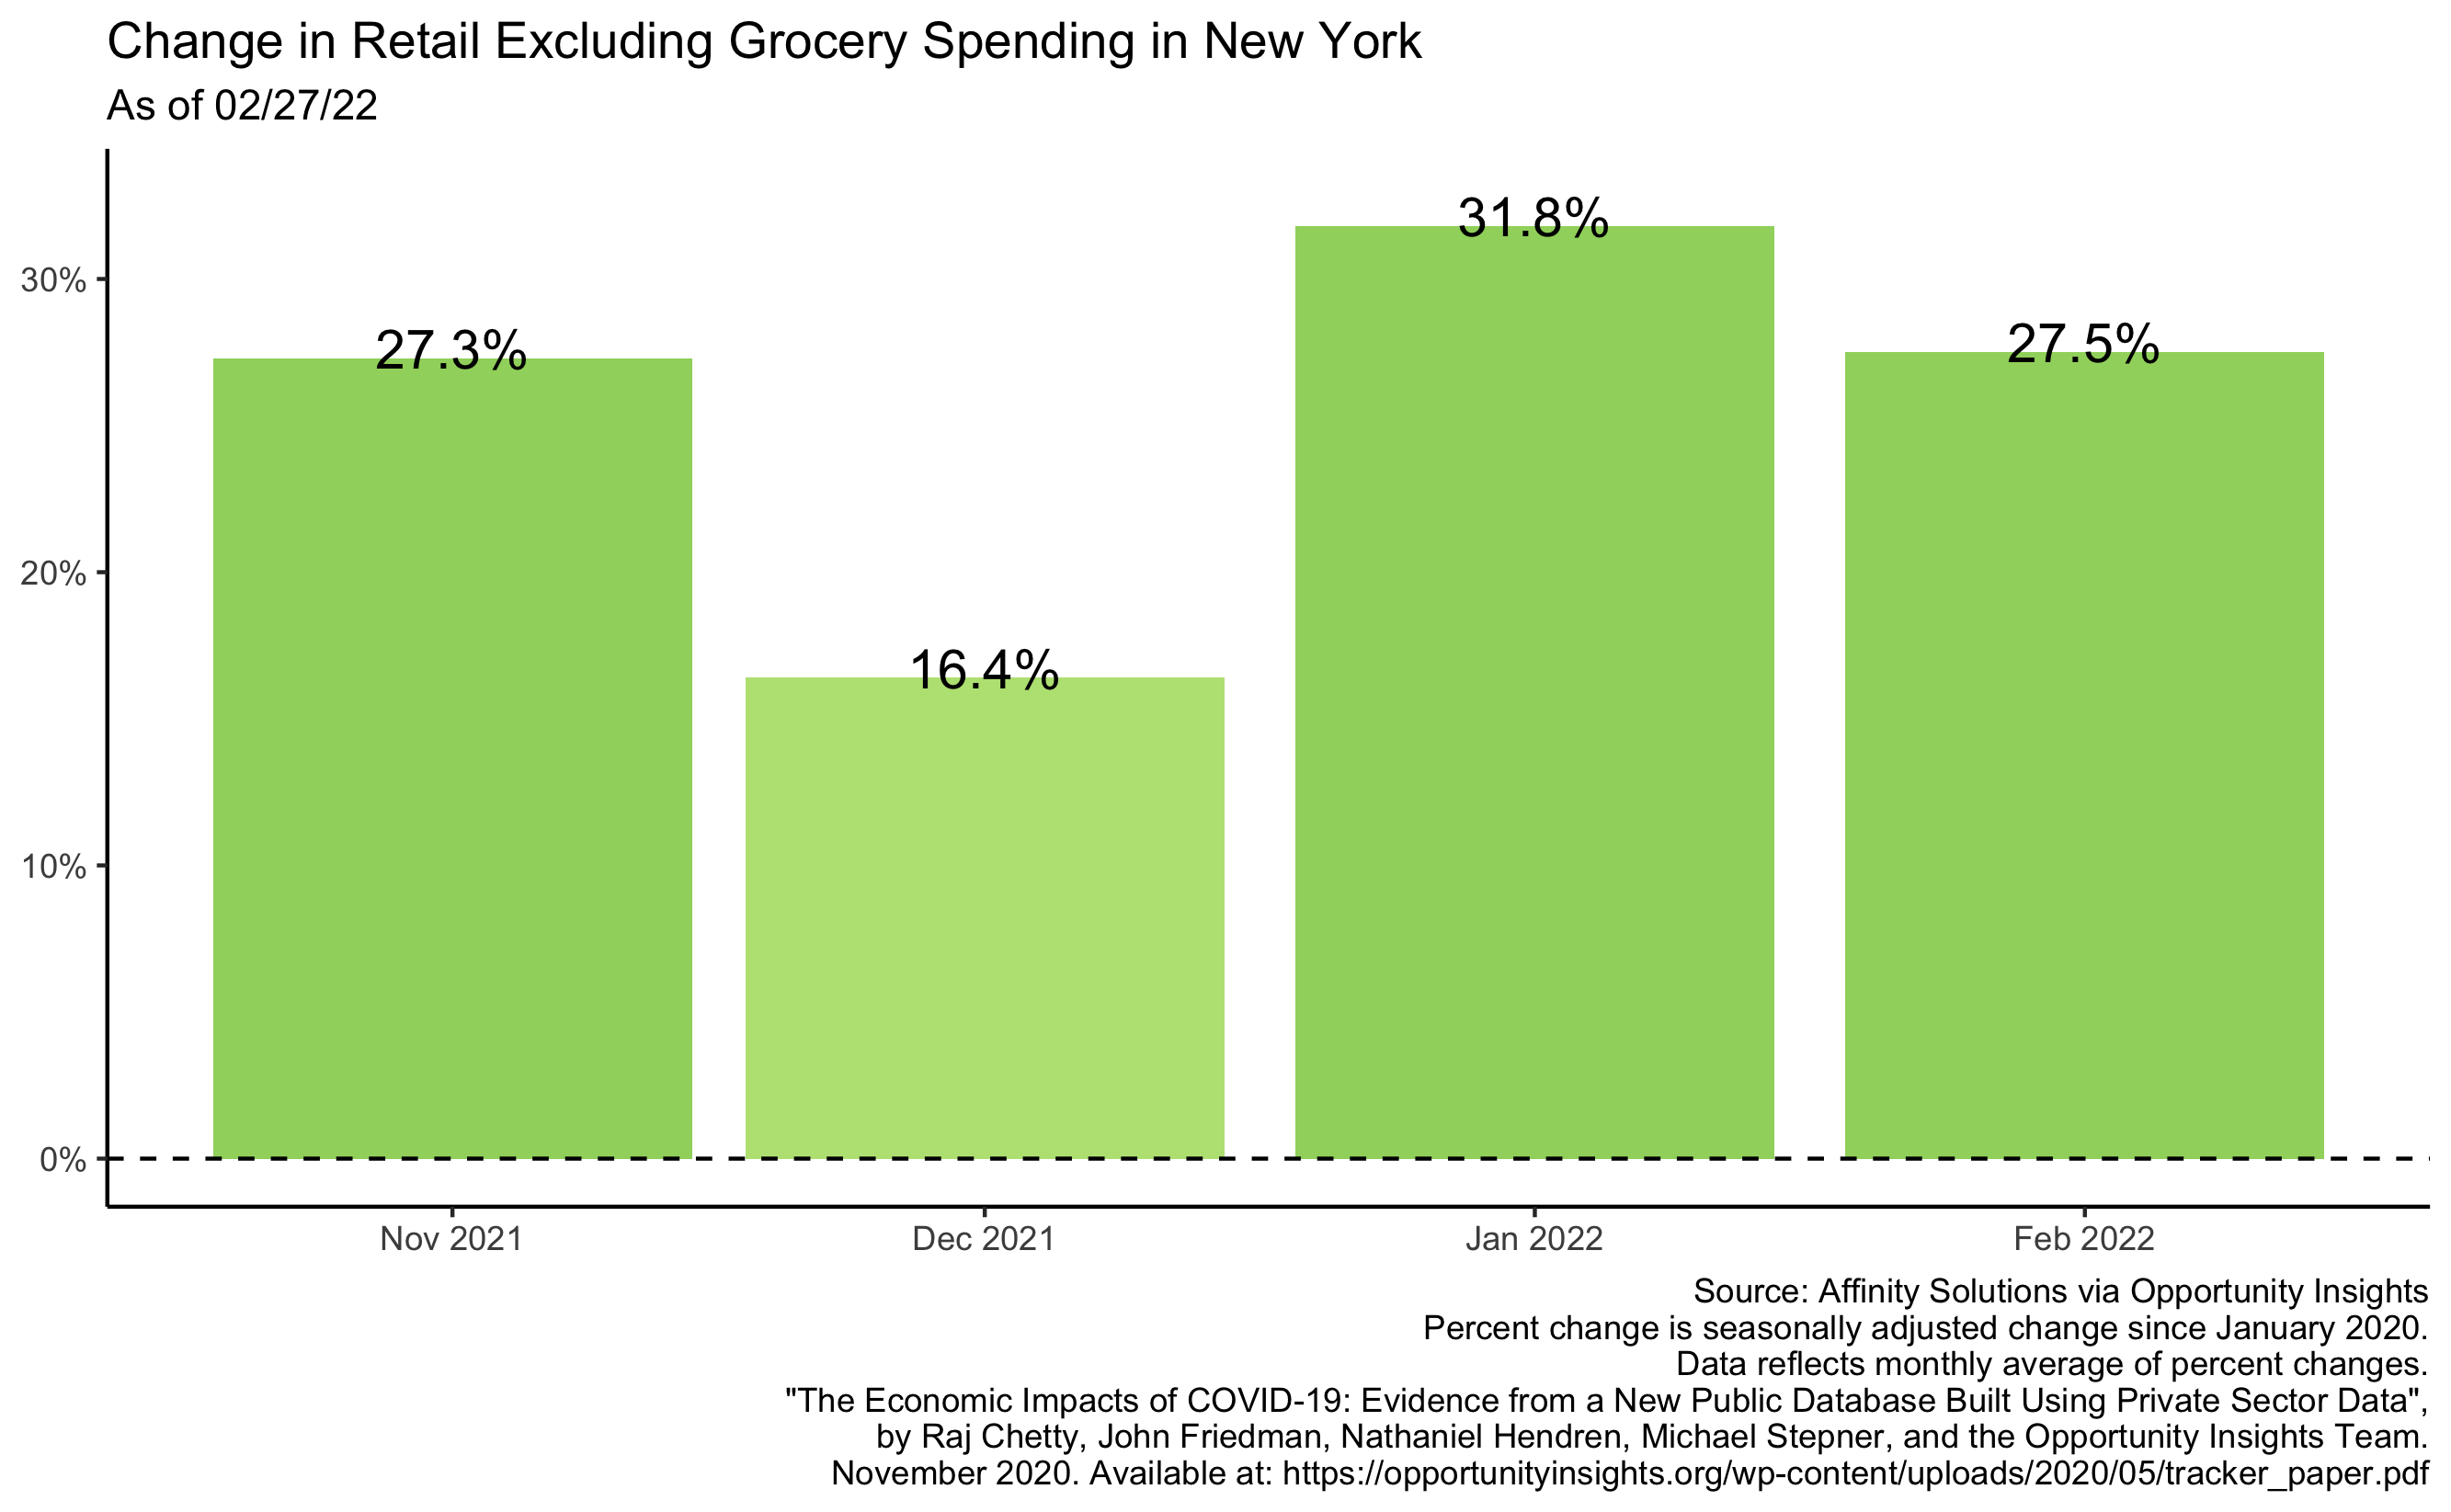 Change in Retail Excluding Grocery Spending in New York
As of 02/27/22
30%
20%
10%
0%
27.3%
16.4%
31.8%
27.5%
Nov 2021
Dec 2021
Jan 2022
Feb 2022
Source: Affinity Solutions via Opportunity Insights
Percent change is seasonally adjusted change since January 2020.
Data reflects monthly average of percent changes.
"The Economic Impacts of COVID-19: Evidence from a New Public Database Built Using Private Sector Data",
by Raj Chetty, John Friedman, Nathaniel Hendren, Michael Stepner, and the Opportunity Insights Team.
November 2020. Available at: https://opportunityinsights.org/wp-content/uploads/2020/05/tracker_paper.pdf